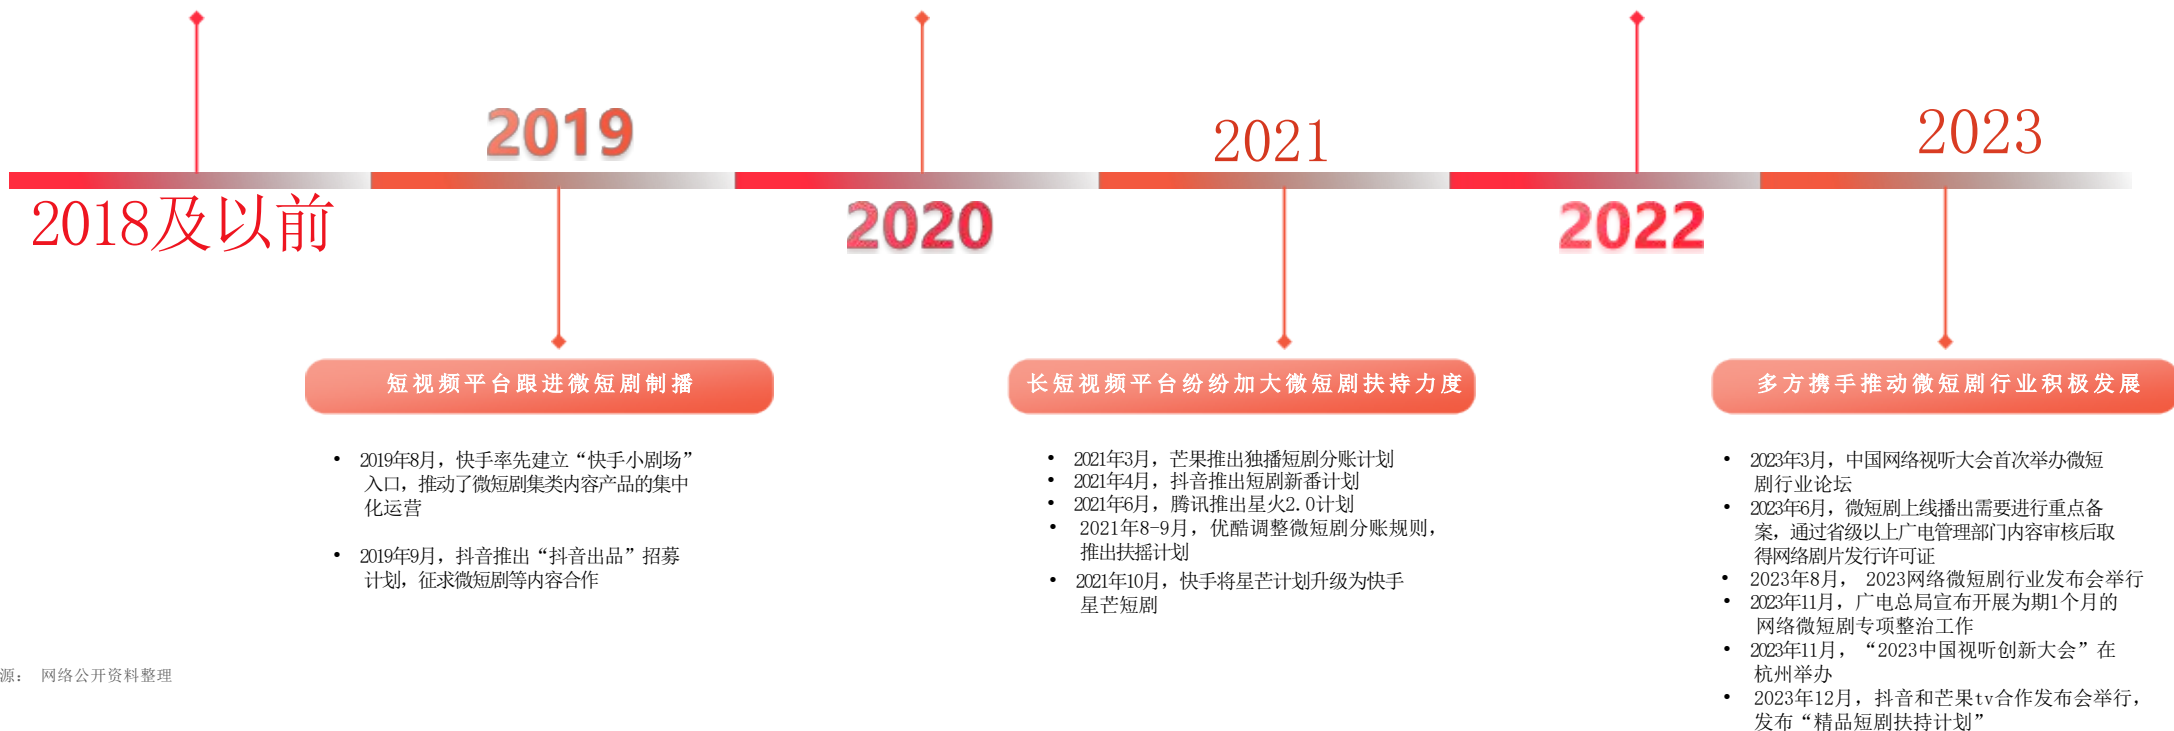 2019
2021
2023
2018及以前
2020
2022
短视频平台跟进微短剧制播
• 2019年8月，快手率先建立“快手小剧场”
入口，推动了微短剧集类内容产品的集中
化运营
• 2019年9月，抖音推出“抖音出品”招募
计划，征求微短剧等内容合作
长短视频平台纷纷加大微短剧扶持力度
• 2021年3月，芒果推出独播短剧分账计划
• 2021年4月，抖音推出短剧新番计划
• 2021年6月，腾讯推出星火2.0计划
• 2021年8-9月，优酷调整微短剧分账规则，
推出扶摇计划
• 2021年10月，快手将星芒计划升级为快手
星芒短剧
多方携手推动微短剧行业积极发展
• 2023年3月，中国网络视听大会首次举办微短
剧行业论坛
• 2023年6月，微短剧上线播出需要进行重点备
案，通过省级以上广电管理部门内容审核后取
得网络剧片发行许可证
• 2023年8月， 2023网络微短剧行业发布会举行
• 2023年11月，广电总局宣布开展为期1个月的
网络微短剧专项整治工作
• 2023年11月，“2023中国视听创新大会”在
杭州举办
• 2023年12月，抖音和芒果tv合作发布会举行，
发布“精品短剧扶持计划”
源： 网络公开资料整理